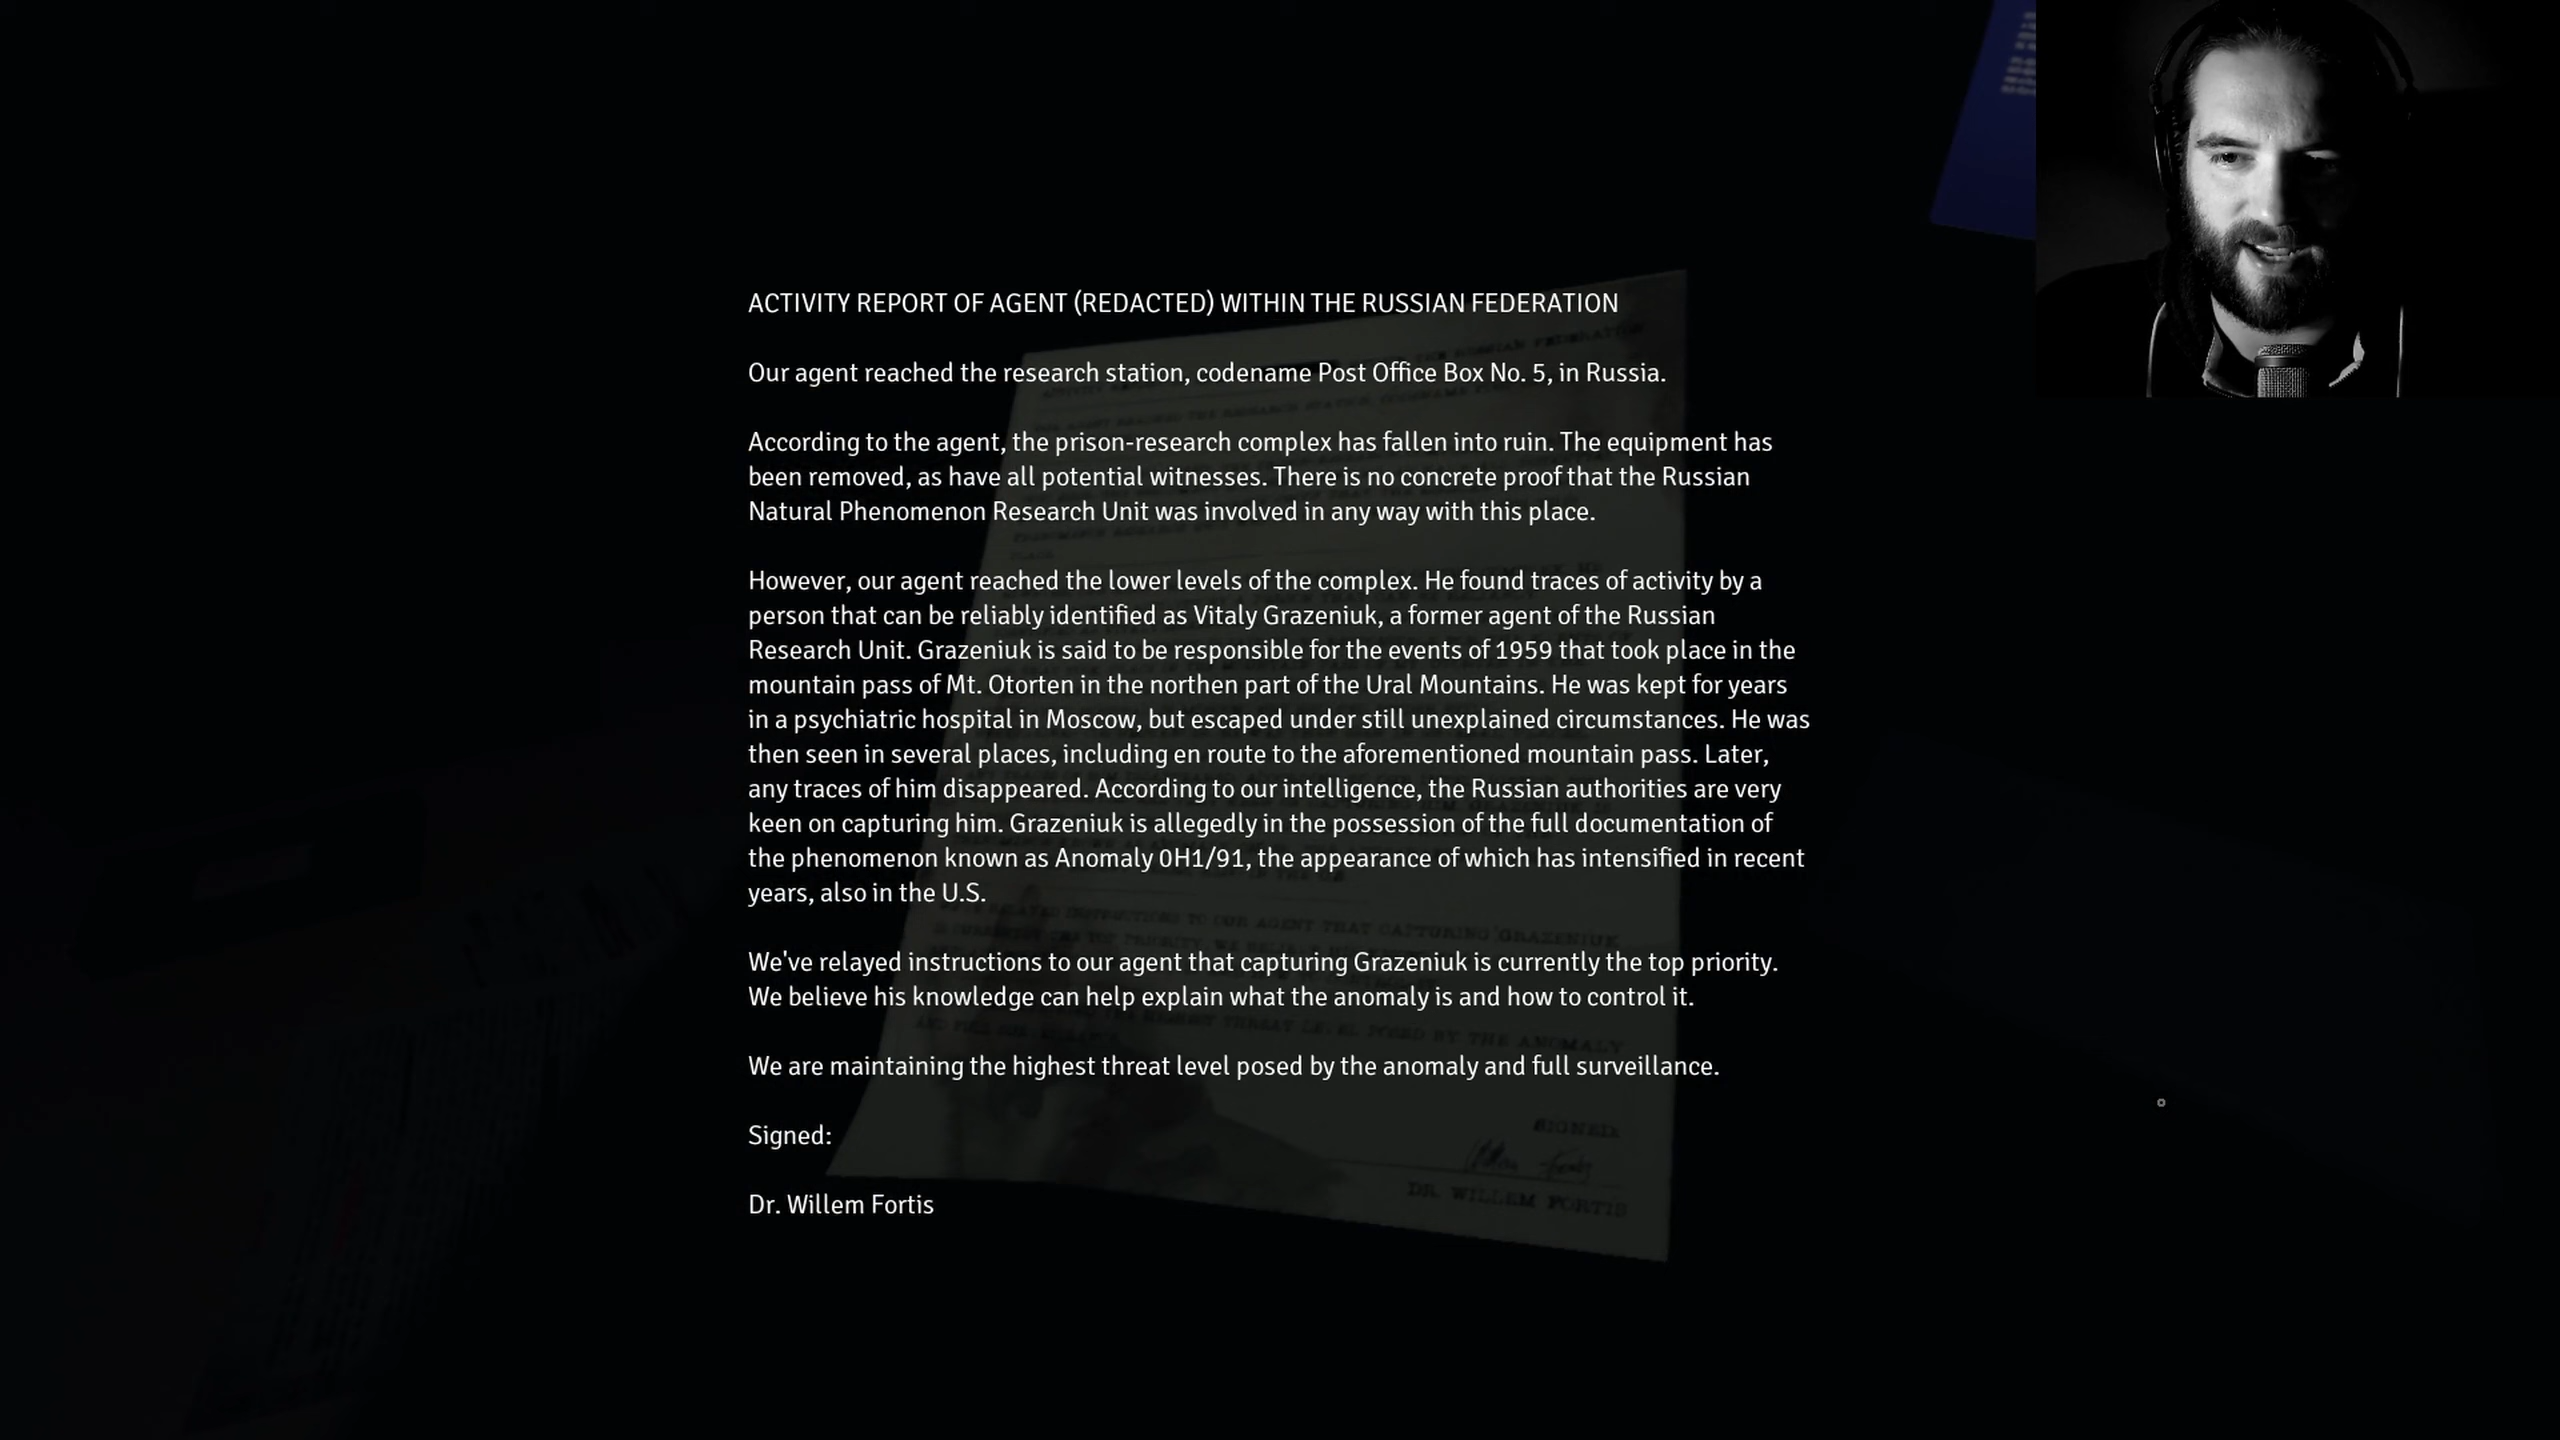 ACTIVITY REPORT OF AGENT (REDACTED) WITHIN THE RUSSIAN FEDERATION
Our agent reached the research station, codename Post Office Box No. 5, in Russia.
According to the agent, the prison-research complex has fallen into ruin. The equipment has
been removed, as have all potential witnesses. There is no concrete proof that the Russian
Natural Phenomenon Research Unit was involved in any way with this place.
However, our agent reached the lower levels of the complex. He found traces of activity by a
person that can be reliably identified as Vitaly Grazeniuk, a former agent of the Russian
Research Unit. Grazeniuk is said to be responsible for the events of 1959 that took place in the
mountain pass of Mt. Otorten in the northen part of the Ural Mountains. He was kept for years
in a psychiatric hospital in Moscow, but escaped under still unexplained circumstances. He was
then seen in several places, including en route to the aforementioned mountain pass. Later,
any traces of him disappeared. According to our intelligence, the Russian authorities are very
keen on capturing him. Grazeniuk is allegedly in the possession of the full documentation of
the phenomenon known as Anomaly 0H1/91, the appearance of which has intensified in recent
years, also in the U.S.
We've relayed instructions to our agent that capturing Grazeniuk is currently the top priority.
We believe his knowledge can help explain what the anomaly is and how to control it.
We are maintaining the highest threat level posed by the anomaly and full surveillance.
Signed:
Dr. Willem Fortis
SIGNED:
DR. WILLEM FORTIS